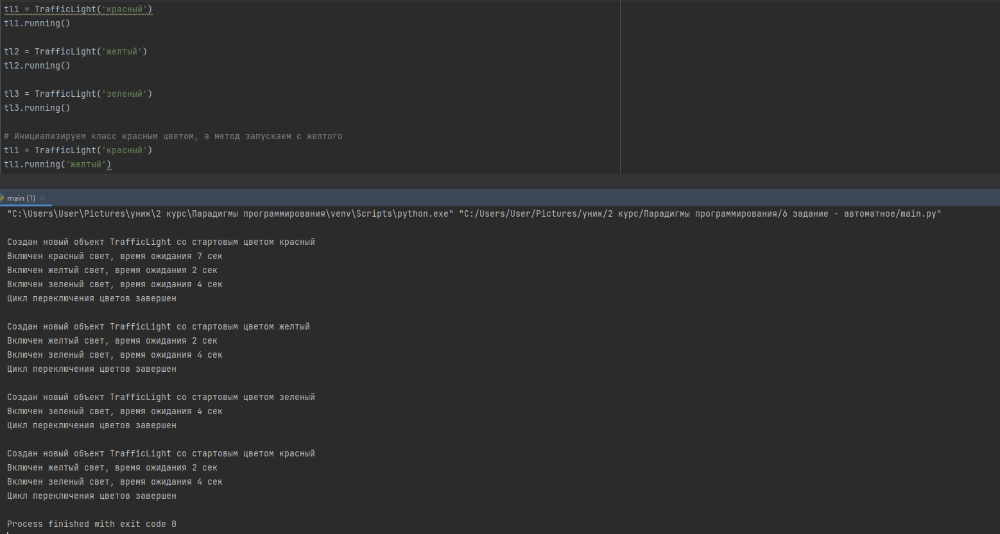 tl1 = TrafficLight('красный')
tl1.running()
tl2 = TrafficLight('желтый')
tl2.running()
tl3 = TrafficLight('зеленый')
tl3.running()
# Инициализируем класс красным цветом, а метод запускаем с желтого
tl1 = TrafficLight('красный')
tl1.running('желтый')
main (1)
"C:\Users\User\Pictures\уник\2 курс\Парадигмы программирования\venv\Scripts\python.exe" "C:/Users/User/Pictures/уник/2 курс/Парадигмы программирования/6 задание - автоматное/main.py"
Создан новый объект TrafficLight со стартовым цветом красный
Включен красный свет, время ожидания 7 сек
Включен желтый свет, время ожидания 2 сек
Включен зеленый свет, время ожидания 4 сек
Цикл переключения цветов завершен
Создан новый объект TrafficLight со стартовым цветом желтый
Включен желтый свет, время ожидания 2 сек
Включен зеленый свет, время ожидания 4 сек
Цикл переключения цветов завершен
Создан новый объект TrafficLight со стартовым цветом зеленый
Включен зеленый свет, время ожидания 4 сек
Цикл переключения цветов завершен
Создан новый объект TrafficLight со стартовым цветом красный
Включен желтый свет, время ожидания 2 сек
Включен зеленый свет, время ожидания 4 сек
Цикл переключения цветов завершен
Process finished with exit code 0